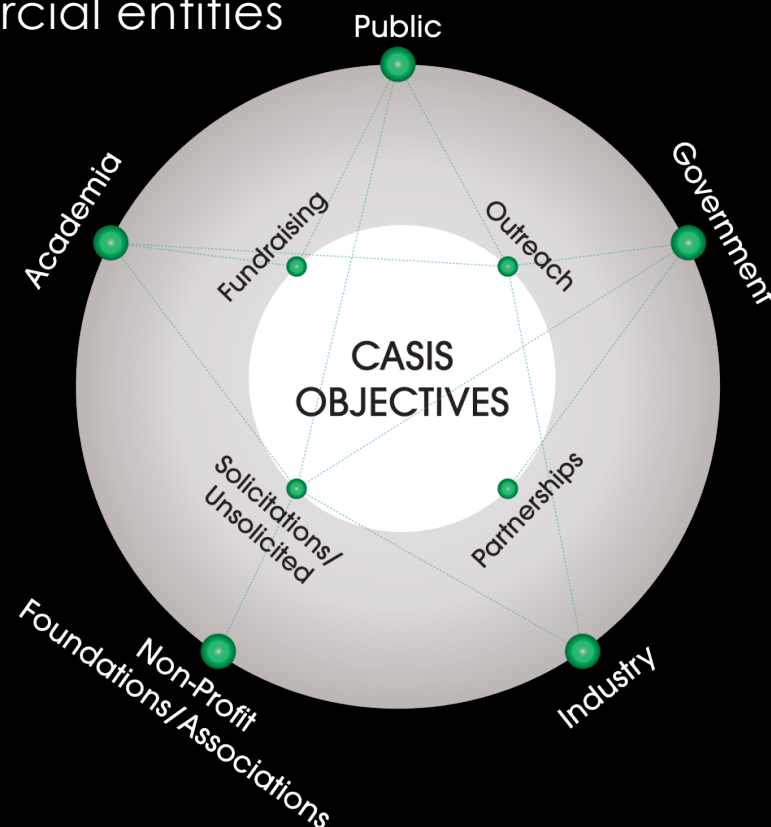 rcial entities
Public
Academia
Government
Fundraising
Outreach
CASIS
OBJECTIVES
Solicitations/
Unsolicited
Partnerships
Non-Profit
Foundations/Associations
Industry